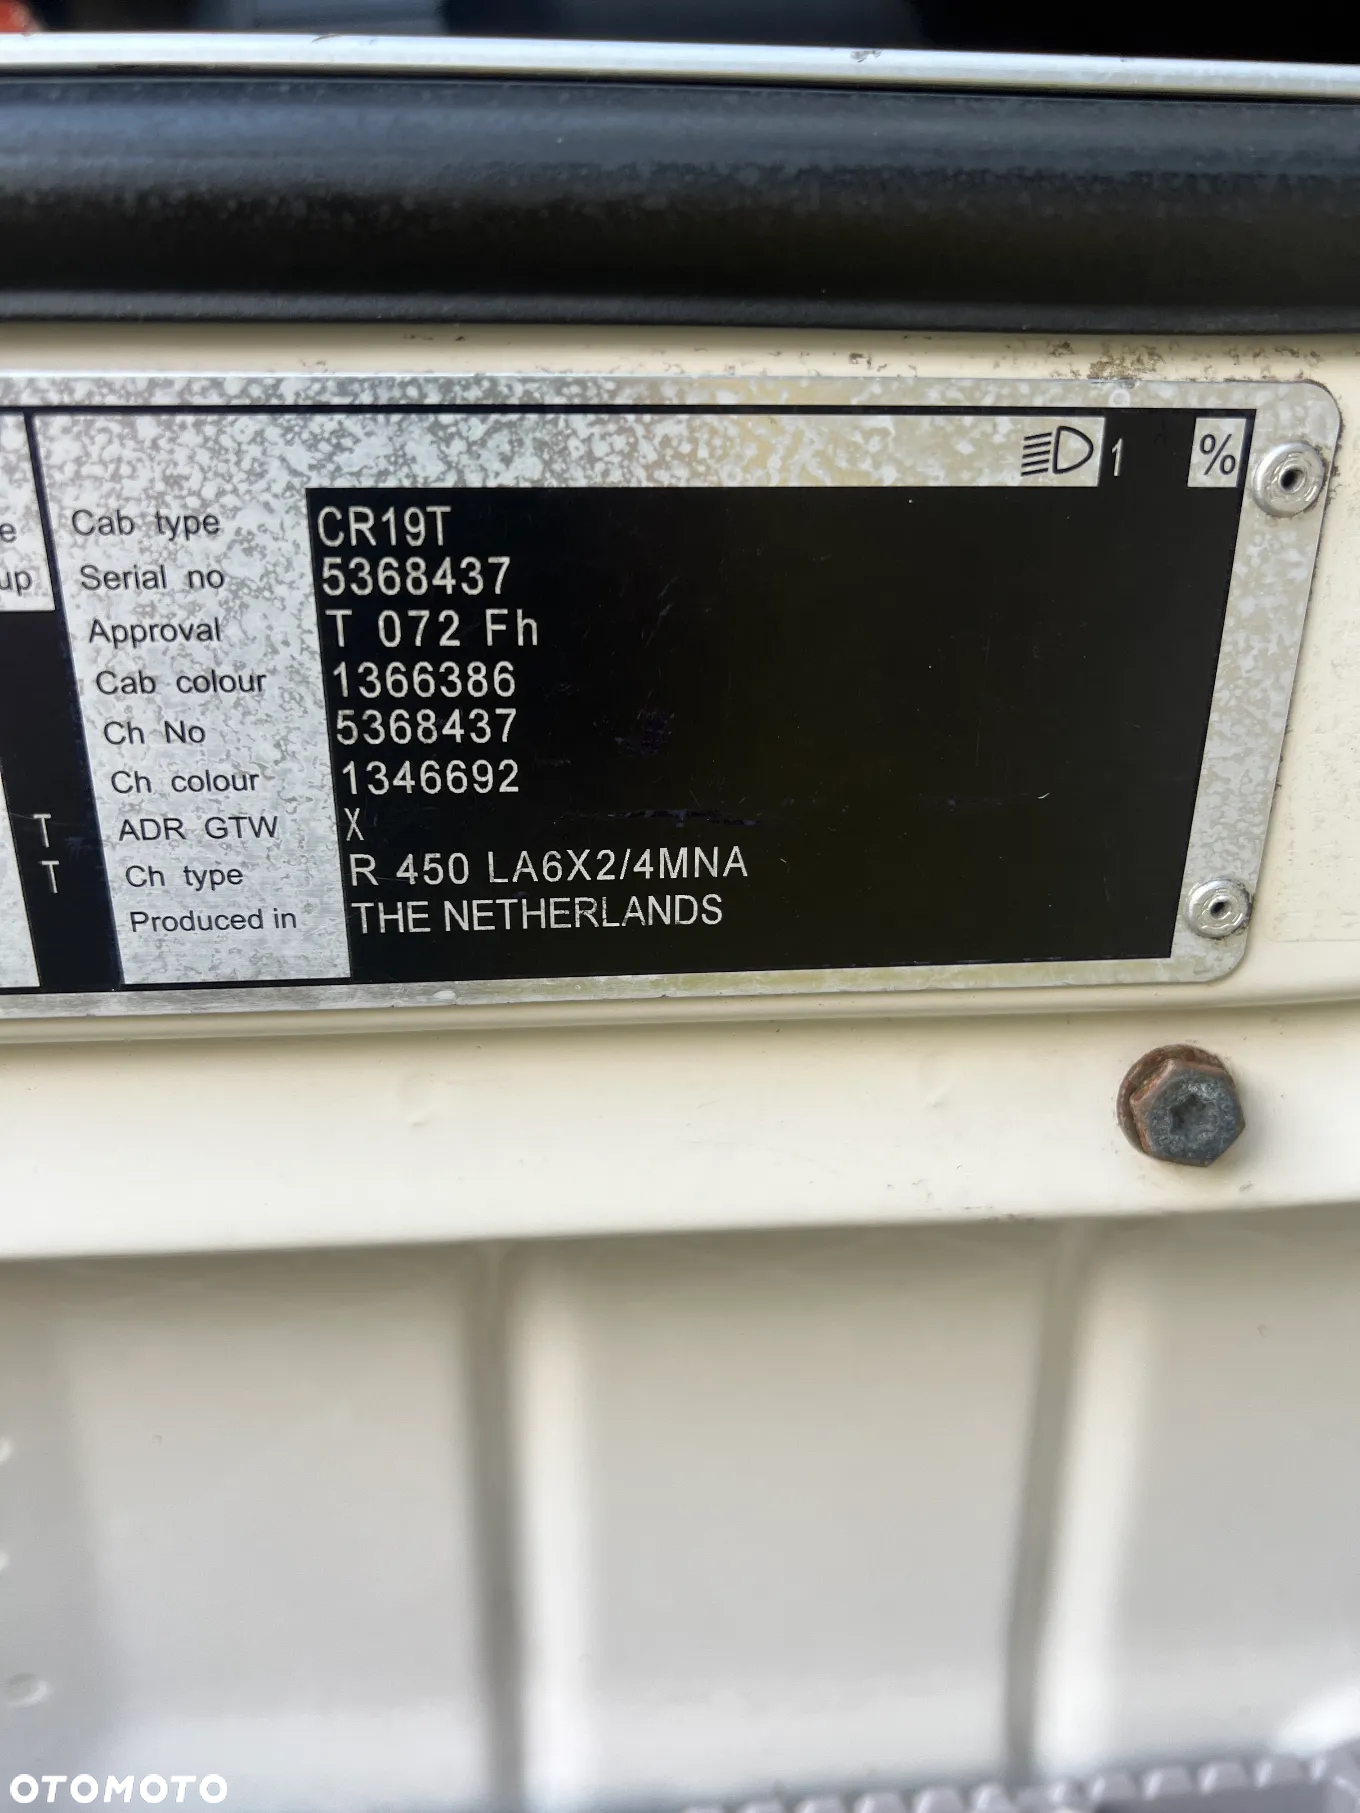 1 %
e
up
Cab type CR19T
Serial no 5368437
Approval T 072 Fh
Cab colour 1366386
Ch No 5368437
Ch colour 1346692
T ADR GTW X
T Ch type R 450 LA6X2/4MNA
Produced in THE NETHERLANDS
OTOMOTO